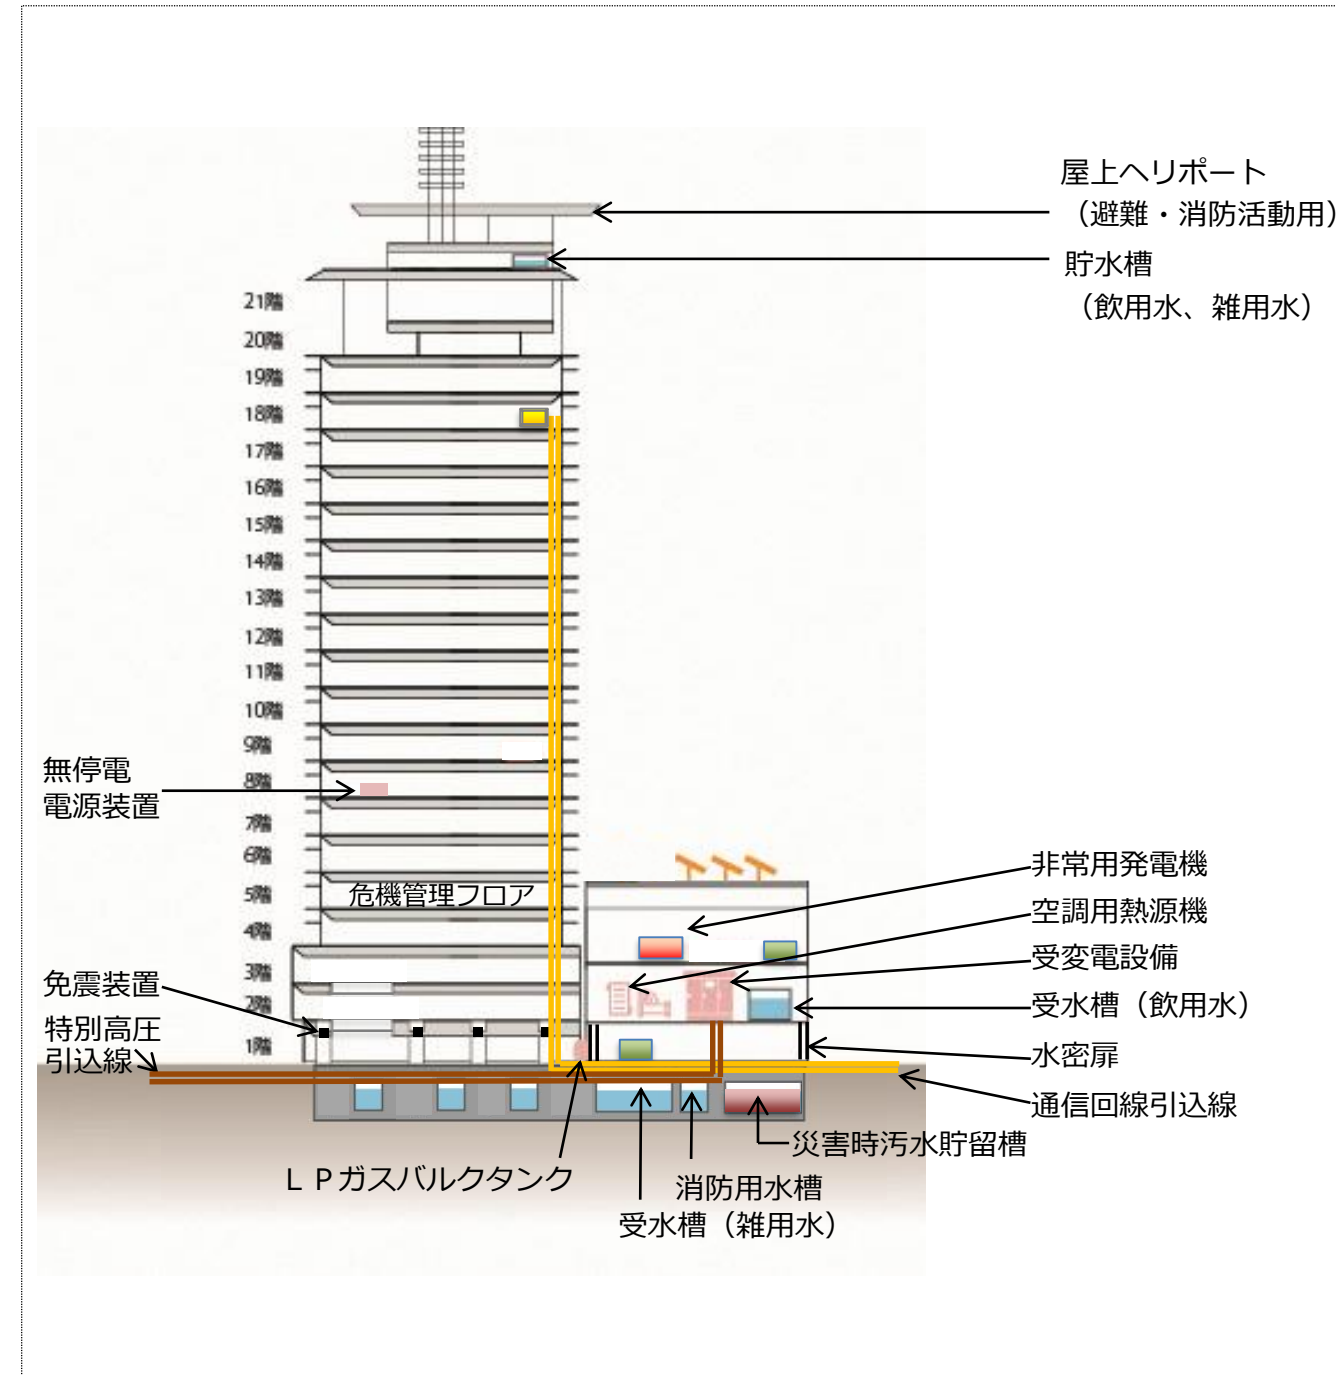 屋上ヘリポート
（避難・消防活動用）
貯水槽
（飲用水、雑用水）
21階
20階
19階
18階
17階
16階
15階
14階
13階
12階
11階
10階
9階
8階
7階
6階
5階
4階
3階
2階
1階
無停電
電源装置
危機管理フロア
免震装置
特別高圧
引込線
非常用発電機
空調用熱源機
受変電設備
受水槽（飲用水）
水密扉
通信回線引込線
災害時汚水貯留槽
ＬＰガスバルクタンク
消防用水槽
受水槽（雑用水）